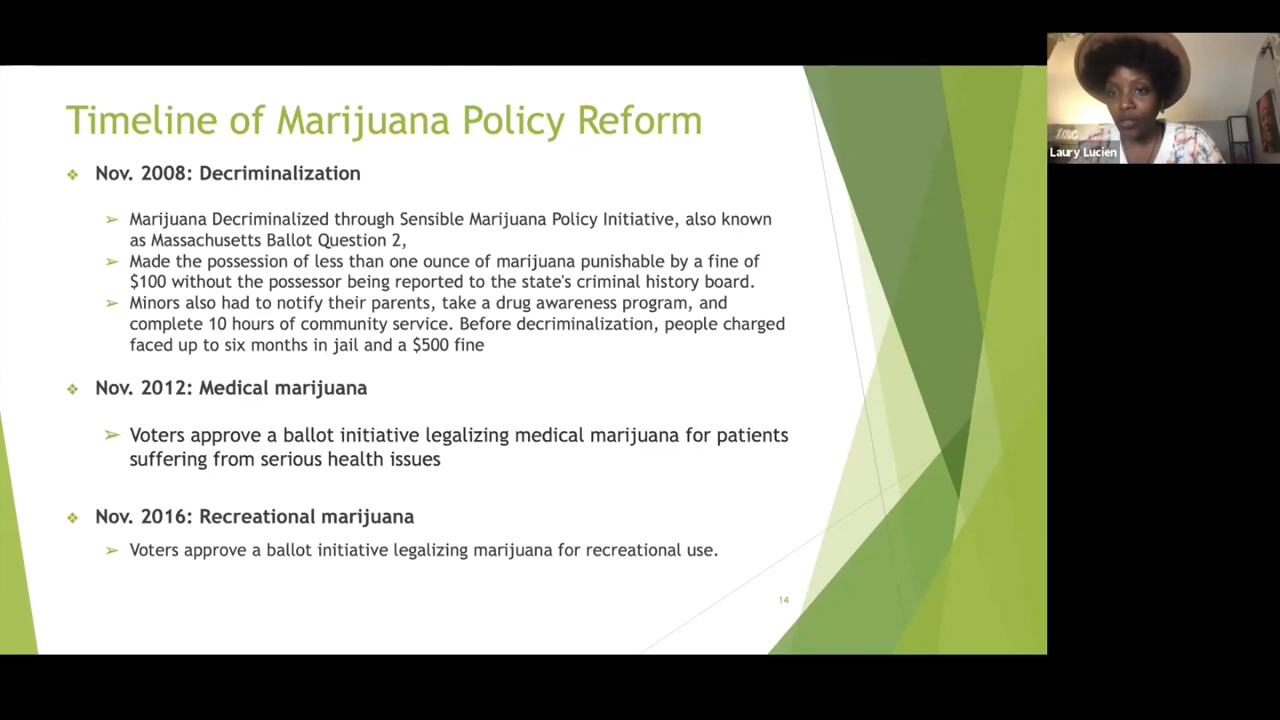 Timeline of Marijuana Policy Reform
Nov. 2008: Decriminalization
Marijuana Decriminalized through Sensible Marijuana Policy Initiative, also known
as Massachusetts Ballot Question 2,
Made the possession of less than one ounce of marijuana punishable by a fine of
$100 without the possessor being reported to the state's criminal history board.
Minors also had to notify their parents, take a drug awareness program, and
complete 10 hours of community service. Before decriminalization, people charged
faced up to six months in jail and a $500 fine
Nov. 2012: Medical marijuana
Voters approve a ballot initiative legalizing medical marijuana for patients
suffering from serious health issues
Nov. 2016: Recreational marijuana
Voters approve a ballot initiative legalizing marijuana for recreational use.
14
Laury Lucien